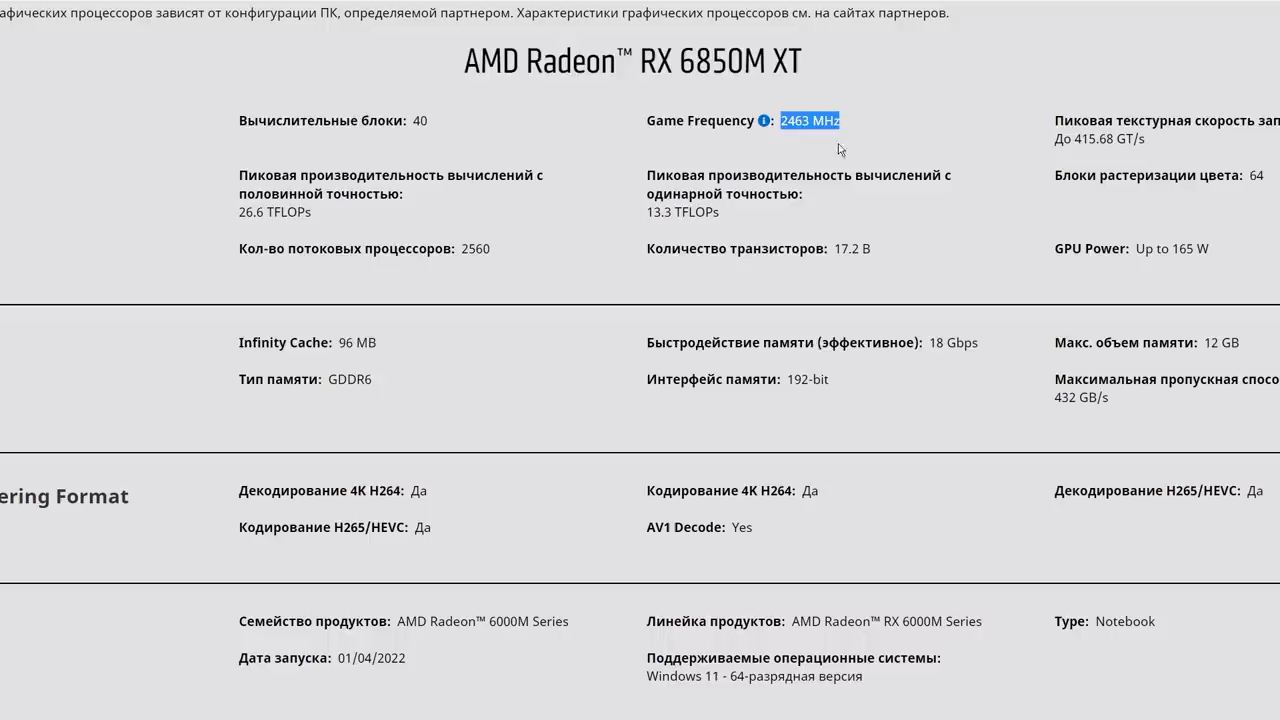 афических процессоров зависят от конфигурации ПК, определяемой партнером. Характеристики графических процессоров см. на сайтах партнеров.
AMD Radeon™ RX 6850M XT
Вычислительные блоки: 40
Game Frequency i: 2463 MHz
Пиковая текстурная скорость зап
До 415.68 GT/s
Пиковая производительность вычислений с
половинной точностью:
26.6 TFLOPs
Пиковая производительность вычислений с
одинарной точностью:
13.3 TFLOPs
Блоки растеризации цвета: 64
Кол-во потоковых процессоров: 2560
Количество транзисторов: 17.2 B
GPU Power: Up to 165 W
Infinity Cache: 96 MB
Быстродействие памяти (эффективное): 18 Gbps
Макс. объем памяти: 12 GB
Тип памяти: GDDR6
Интерфейс памяти: 192-bit
Максимальная пропускная спосо
432 GB/s
ering Format
Декодирование 4K H264: Да
Кодирование 4K H264: Да
Декодирование H265/HEVC: Да
Кодирование H265/HEVC: Да
AV1 Decode: Yes
Семейство продуктов: AMD Radeon™ 6000M Series
Линейка продуктов: AMD Radeon™ RX 6000M Series
Type: Notebook
Дата запуска: 01/04/2022
Поддерживаемые операционные системы:
Windows 11 - 64-разрядная версия